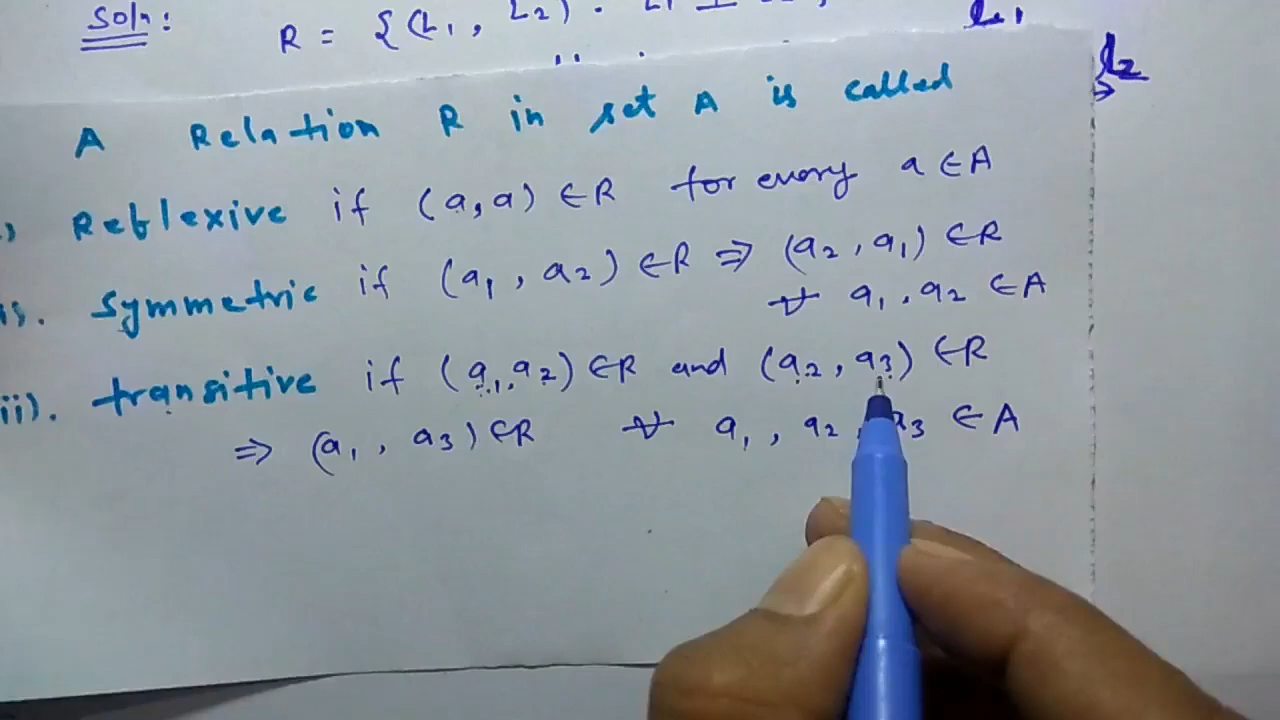 Soln:
R = {(L1, L2) :
L1
L2
A Relation R in set A is called
Reflexive if (a,a) ∈R for every a ∈A
Symmetric if (a1, a2) ∈R ⇒ (a2, a1) ∈R
∀ a1, a2 ∈A
ii). transitive if (a1,a2) ∈R and (a2, a3) ∈R
⇒ (a1, a3) ∈R ∀ a1, a2, a3 ∈ A